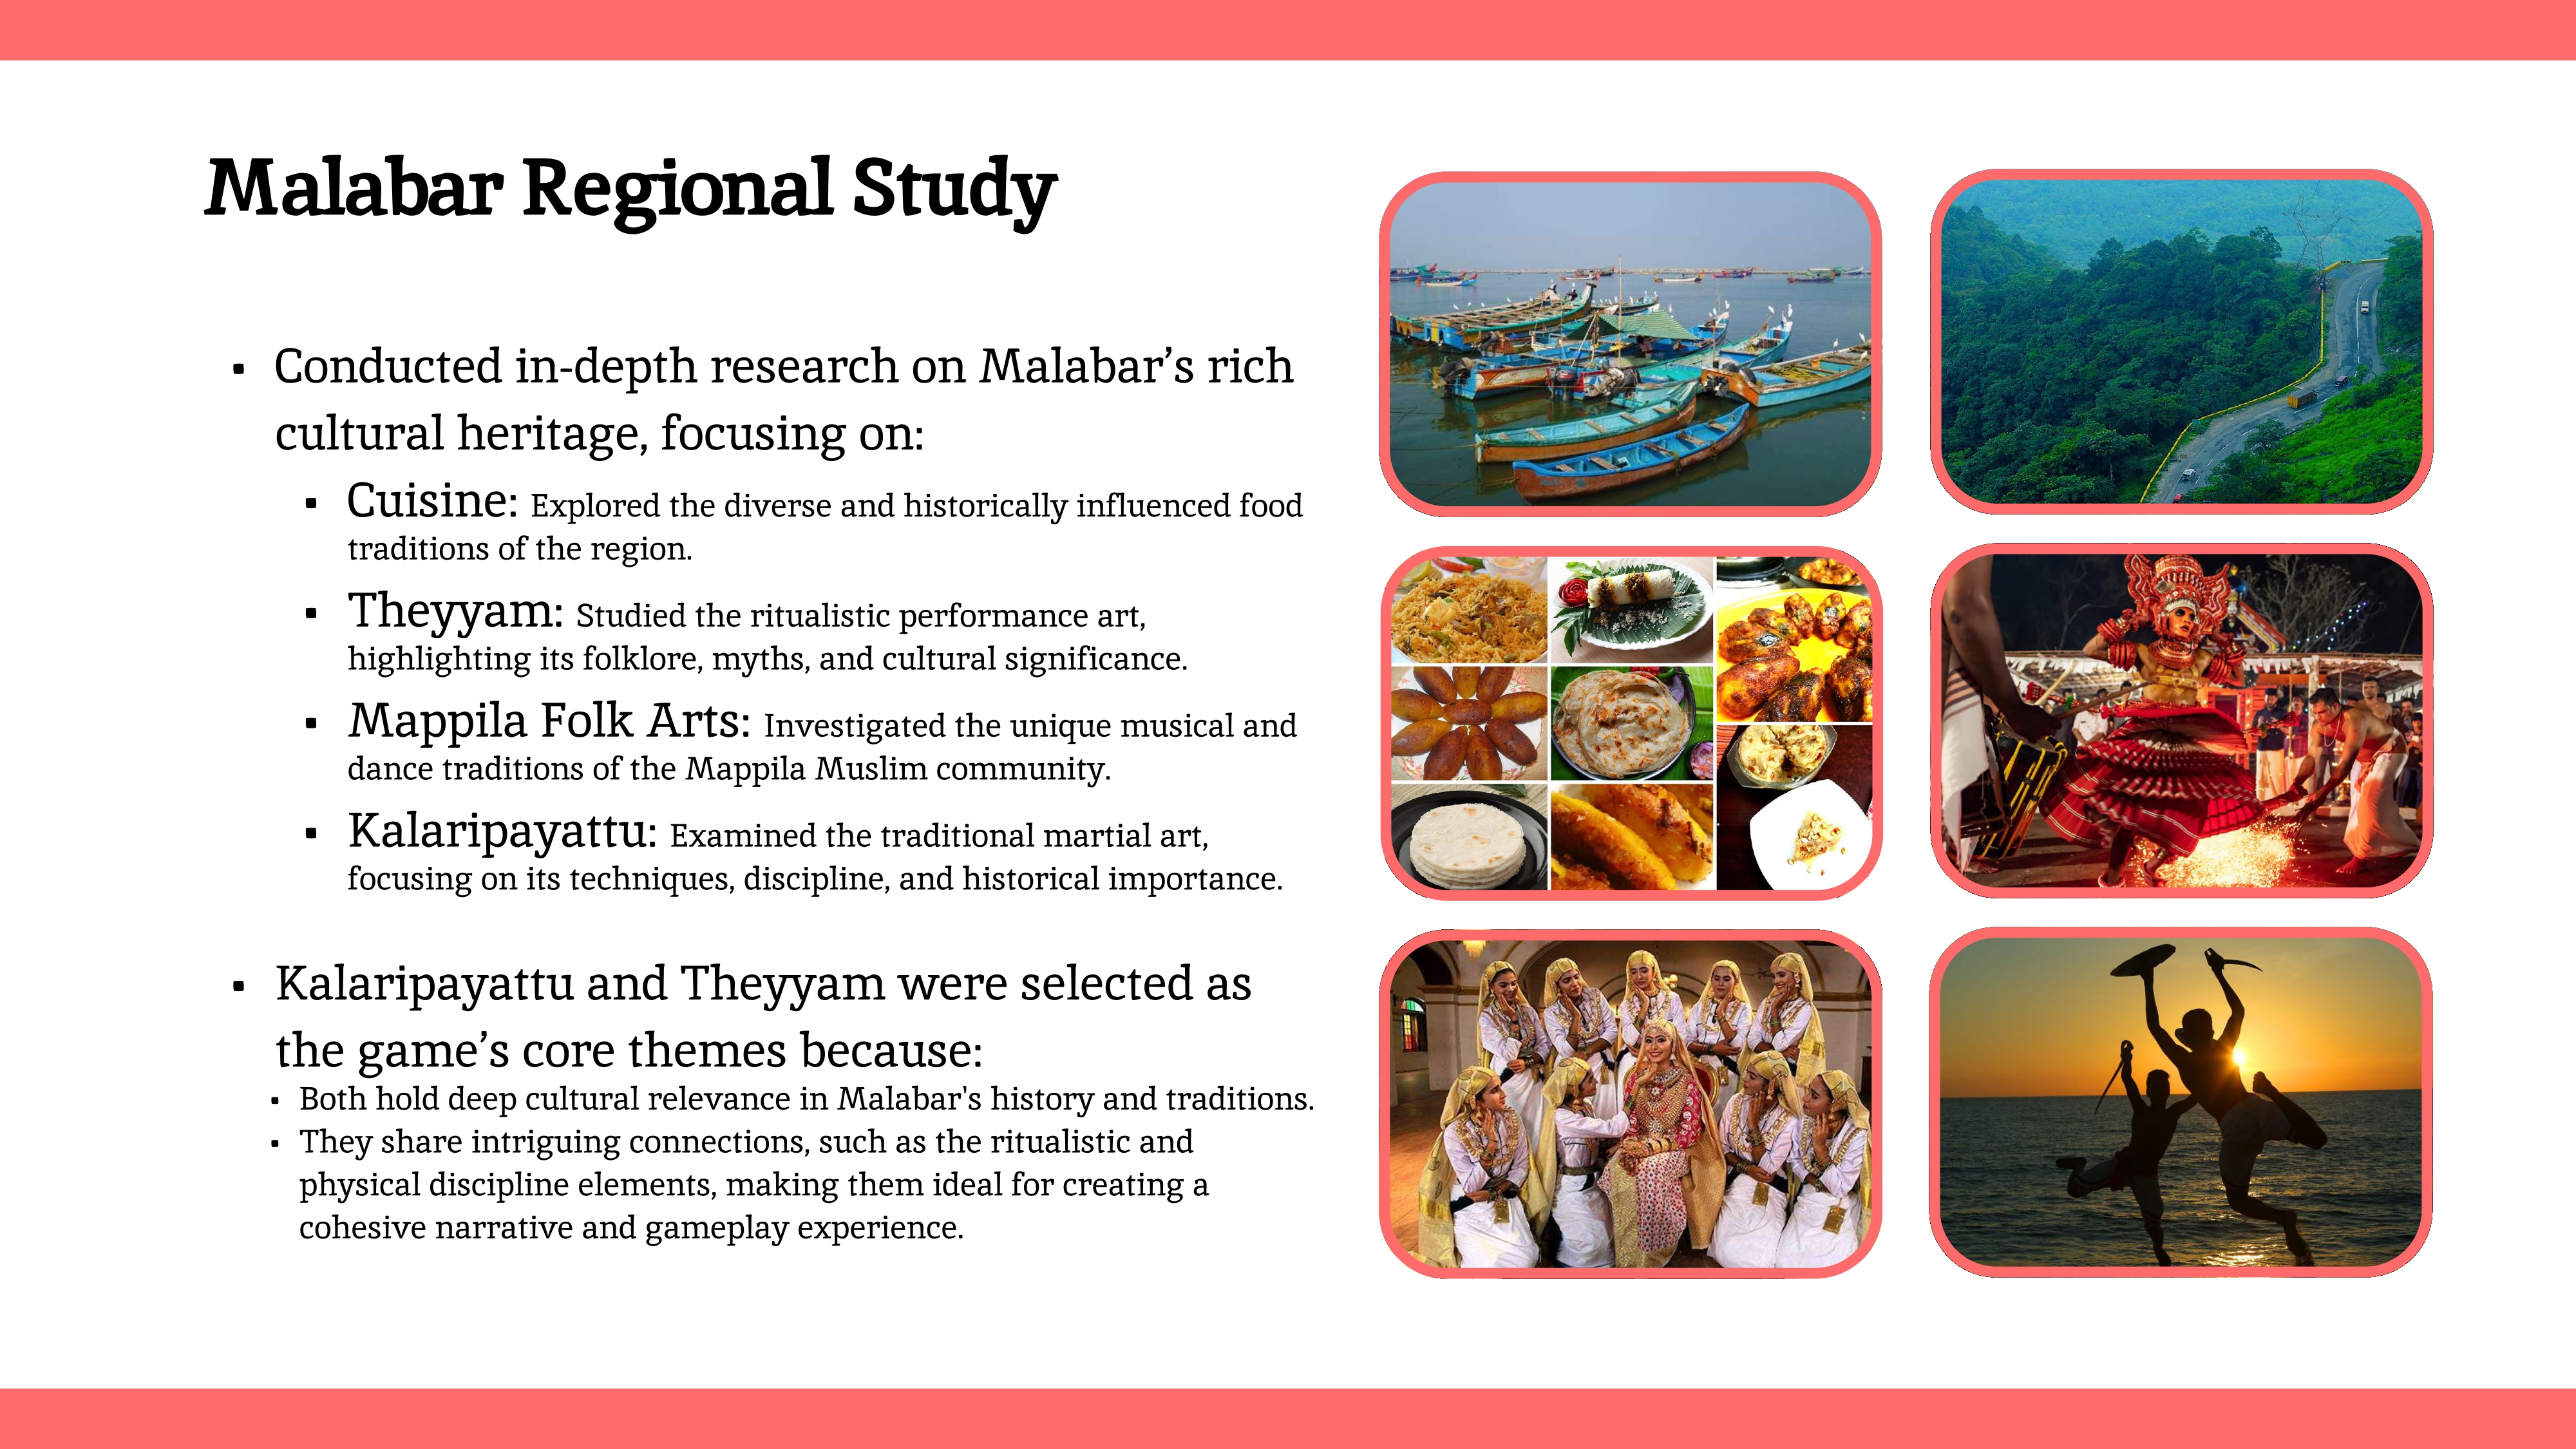 Malabar Regional Study
▪ Conducted in-depth research on Malabar’s rich
cultural heritage, focusing on:
▪ Cuisine: Explored the diverse and historically influenced food
traditions of the region.
▪ Theyyam: Studied the ritualistic performance art,
highlighting its folklore, myths, and cultural significance.
▪ Mappila Folk Arts: Investigated the unique musical and
dance traditions of the Mappila Muslim community.
▪ Kalaripayattu: Examined the traditional martial art,
focusing on its techniques, discipline, and historical importance.
▪ Kalaripayattu and Theyyam were selected as
the game’s core themes because:
▪ Both hold deep cultural relevance in Malabar's history and traditions.
▪ They share intriguing connections, such as the ritualistic and
physical discipline elements, making them ideal for creating a
cohesive narrative and gameplay experience.